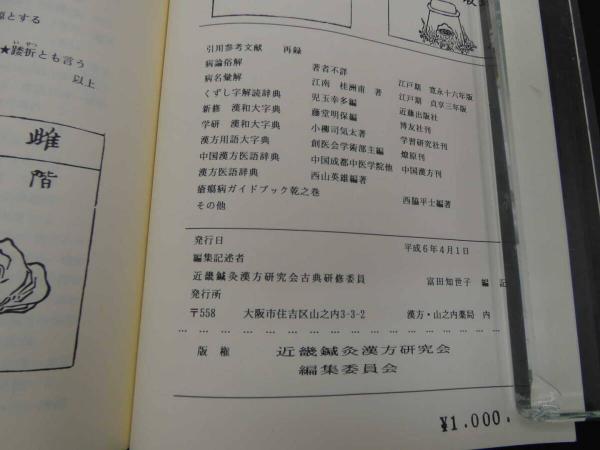 源とする
★踒折とも言う
いせつ
以上
雌
階
引用参考文献　再録
病論俗解　著者不詳　江戸期　寛永十六年版
病名彙解　江南　桂洲甫　著　江戸期　貞享三年版
くずし字解読辞典　児玉幸多編　近藤出版社
新修　漢和大字典　小柳司気太著　博友社刊
学研　漢和大字典　藤堂明保編　学習研究社刊
漢方用語大字典　創医会学術部主編　燎原刊
中国漢方医語辞典　中国成都中医学院他　中国漢方刊
漢方医語辞典　西山英雄編著
瘡瘍病ガイドブック乾之巻　西脇平士編著
その他
発行日　平成6年4月1日
編集記述者
近畿鍼灸漢方研究会古典研修委員　富田知世子　編　記
発行所
〒558　大阪市住吉区山之内3-3-2　漢方・山之内薬局　内
版　権　近畿鍼灸漢方研究会
編集委員会
¥1,000.